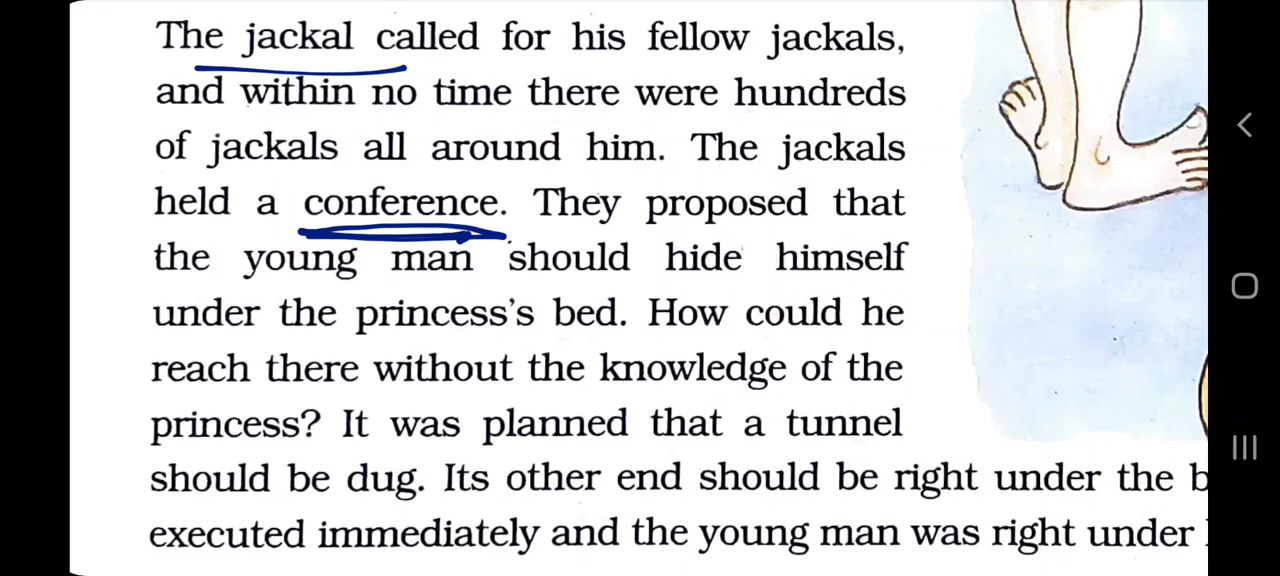 The jackal called for his fellow jackals,
and within no time there were hundreds
of jackals all around him. The jackals
held a conference. They proposed that
the young man should hide himself
under the princess's bed. How could he
reach there without the knowledge of the
princess? It was planned that a tunnel
should be dug. Its other end should be right under the
executed immediately and the young man was right under